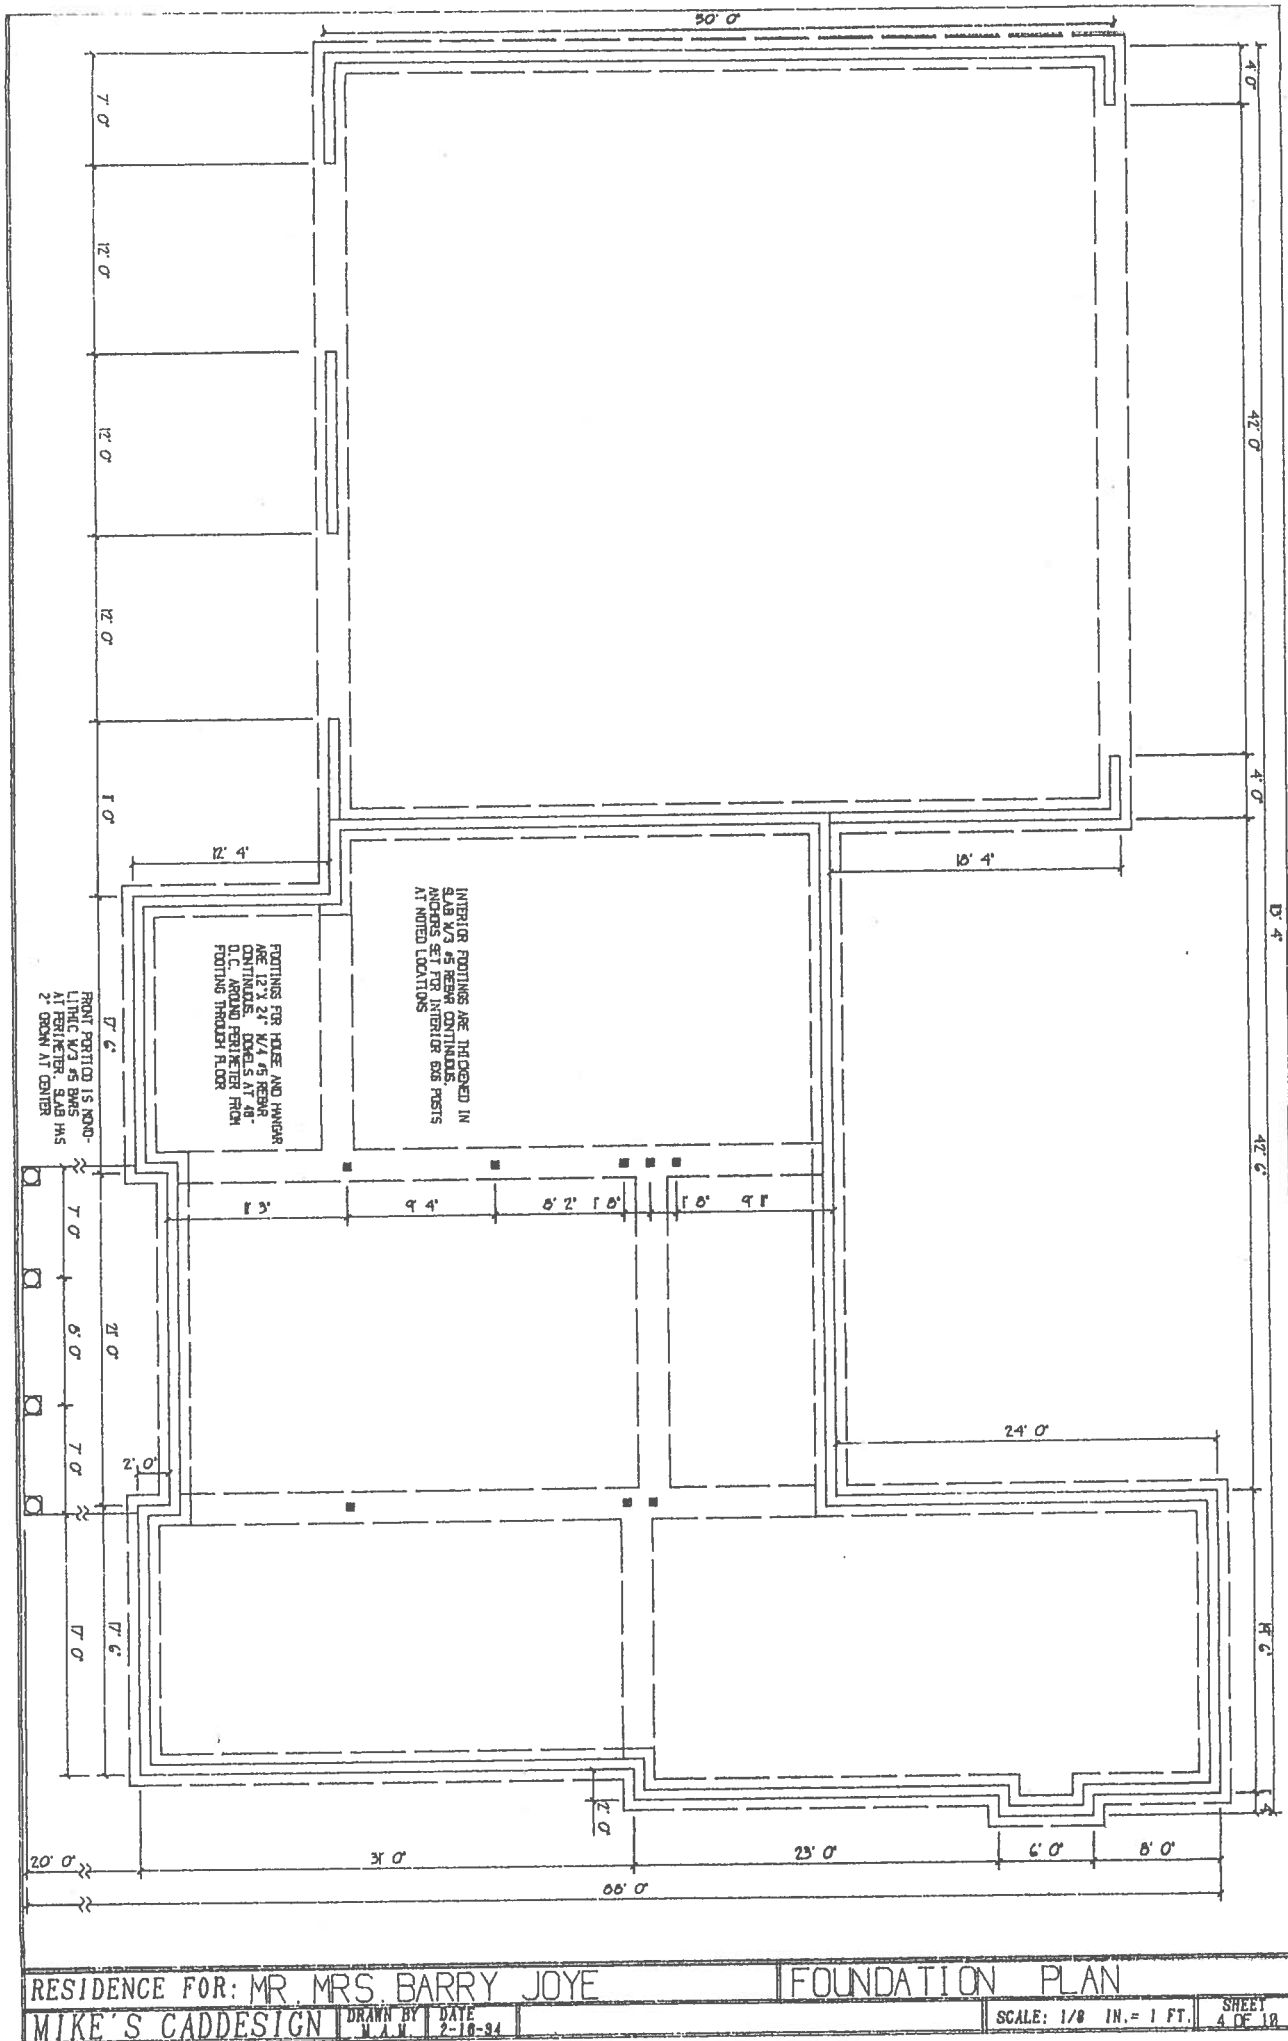 50' 0"
4' 0"
7' 0"
12' 0"
42' 0"
12' 0"
12' 0"
4' 0"
12' 4"
18' 4"
INTERIOR FOOTINGS ARE THICKENED IN
SLAB W/3 #5 REBAR CONTINUOUS.
ANCHORS SET FOR INTERIOR 6X6 POSTS
AT NOTED LOCATIONS
FOOTINGS FOR HOUSE AND HANGAR
ARE 12"X 24" W/4 #5 REBAR
CONTINUOUS. DOWELS AT 48"
O.C. AROUND PERIMETER FROM
FOOTING THROUGH FLOOR
FRONT PORTICO IS MONO-
LITHIC W/3 #5 BARS
AT PERIMETER. SLAB HAS
2" CROWN AT CENTER
17' 6"
42' 6"
9' 4"
8' 2"
1' 8"
1' 8"
7' 0"
21' 0"
8' 0"
7' 0"
2' 0"
24' 0"
17' 6"
17' 0"
2' 0"
20' 0"
31' 0"
23' 0"
6' 0"
8' 0"
88' 0"
RESIDENCE FOR: MR. MRS. BARRY JOYE
FOUNDATION PLAN
MIKE'S CADDESIGN
DRAWN BY
M.A.M.
DATE
SCALE: 1/8 IN.= 1 FT.
SHEET
4 OF